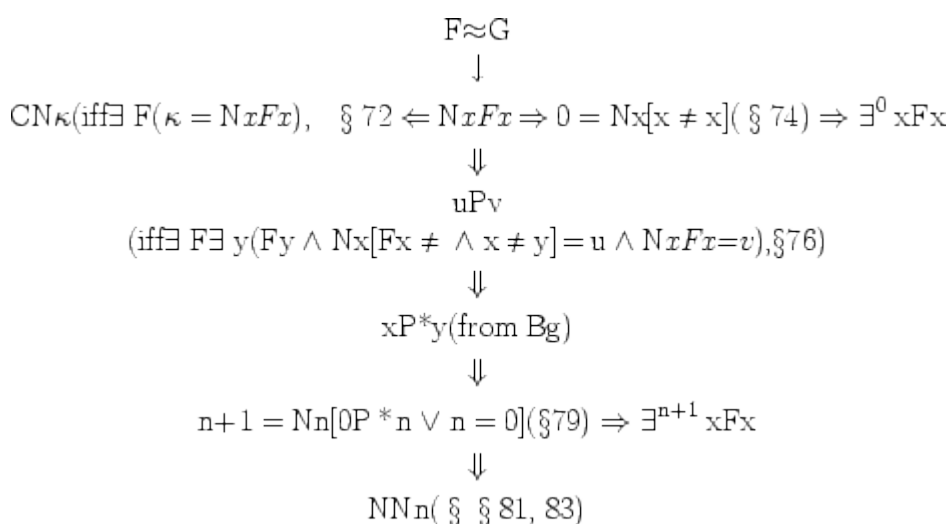 F≈G
↓
CNκ(iff∃ F(κ = NxFx), § 72 ⇐ NxFx ⇒ 0 = Nx[x ≠ x]( § 74) ⇒ ∃⁰ xFx
⇓
uPv
(iff∃ F∃ y(Fy ∧ Nx[Fx ≠ ∧ x ≠ y] = u ∧ NxFx=v),§76)
⇓
xP*y(from Bg)
⇓
n+1 = Nn[0P *n ∨ n = 0](§79) ⇒ ∃ⁿ⁺¹ xFx
⇓
NNn( § § 81, 83)